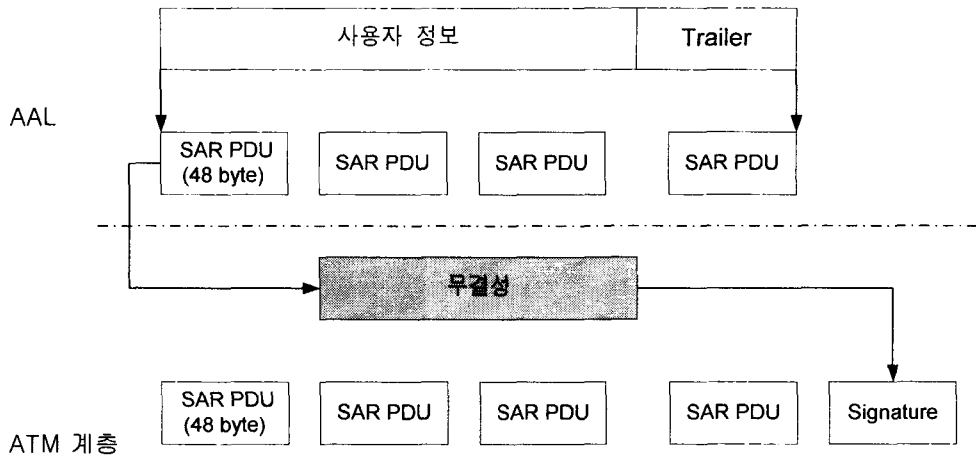 사용자 정보
Trailer
AAL
SAR PDU
(48 byte)
SAR PDU
SAR PDU
SAR PDU
무결성
SAR PDU
(48 byte)
SAR PDU
SAR PDU
SAR PDU
Signature
ATM 계층